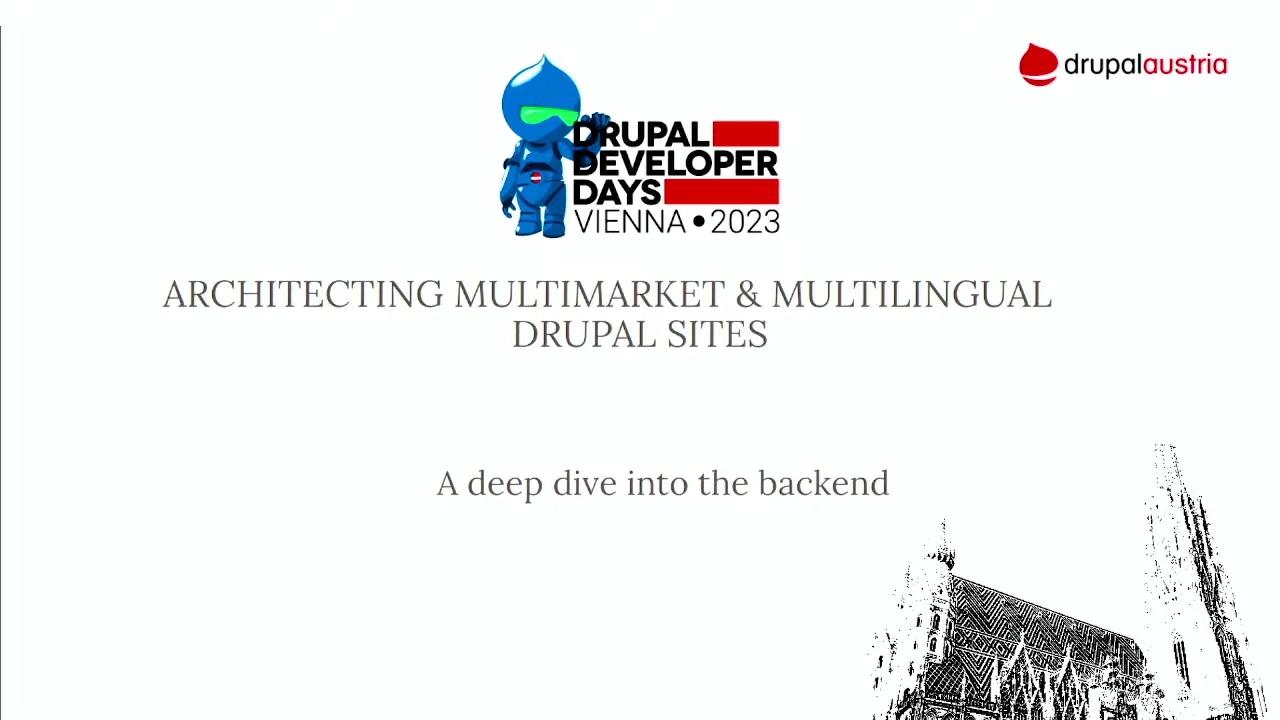 drupalaustria
DRUPAL
DEVELOPER
DAYS
VIENNA • 2023
ARCHITECTING MULTIMARKET & MULTILINGUAL
DRUPAL SITES
A deep dive into the backend